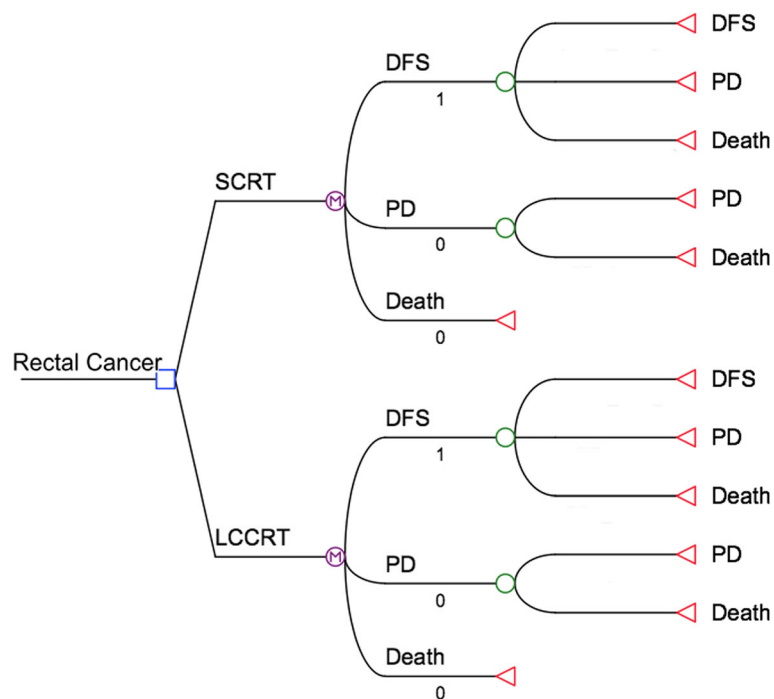 DFS
DFS
1
PD
Death
SCRT
M
PD
0
PD
Death
Death
0
Rectal Cancer
DFS
DFS
1
PD
Death
LCCRT
M
PD
0
PD
Death
Death
0